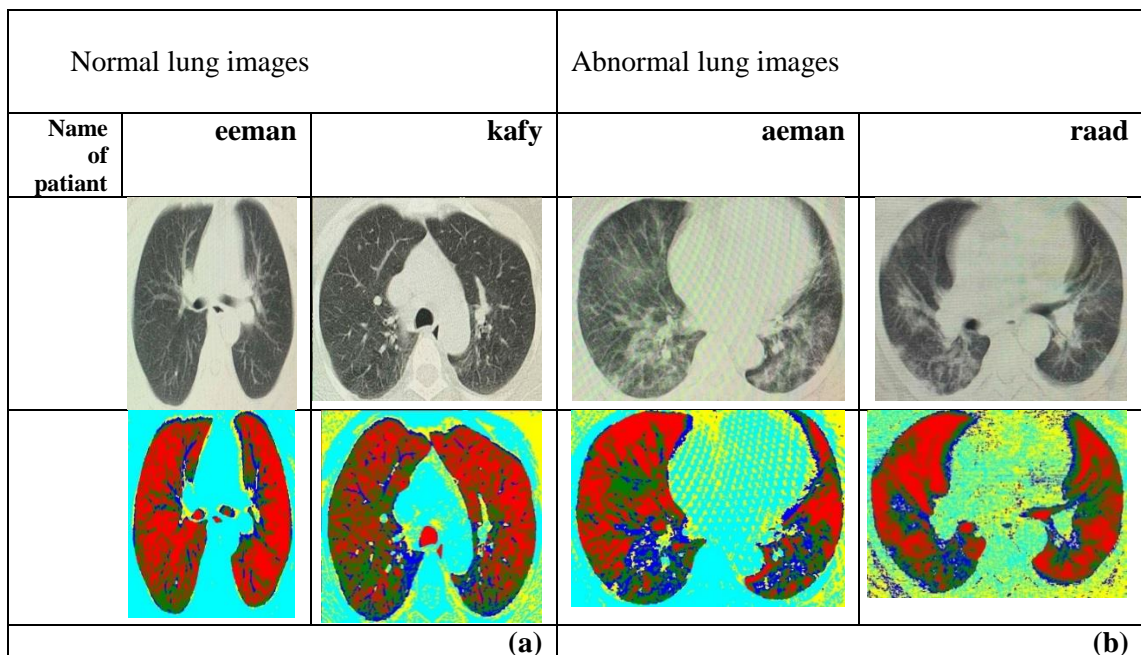 Normal lung images
Abnormal lung images
Name
of
patiant
eeman
kafy
aeman
raad
(a)
(b)